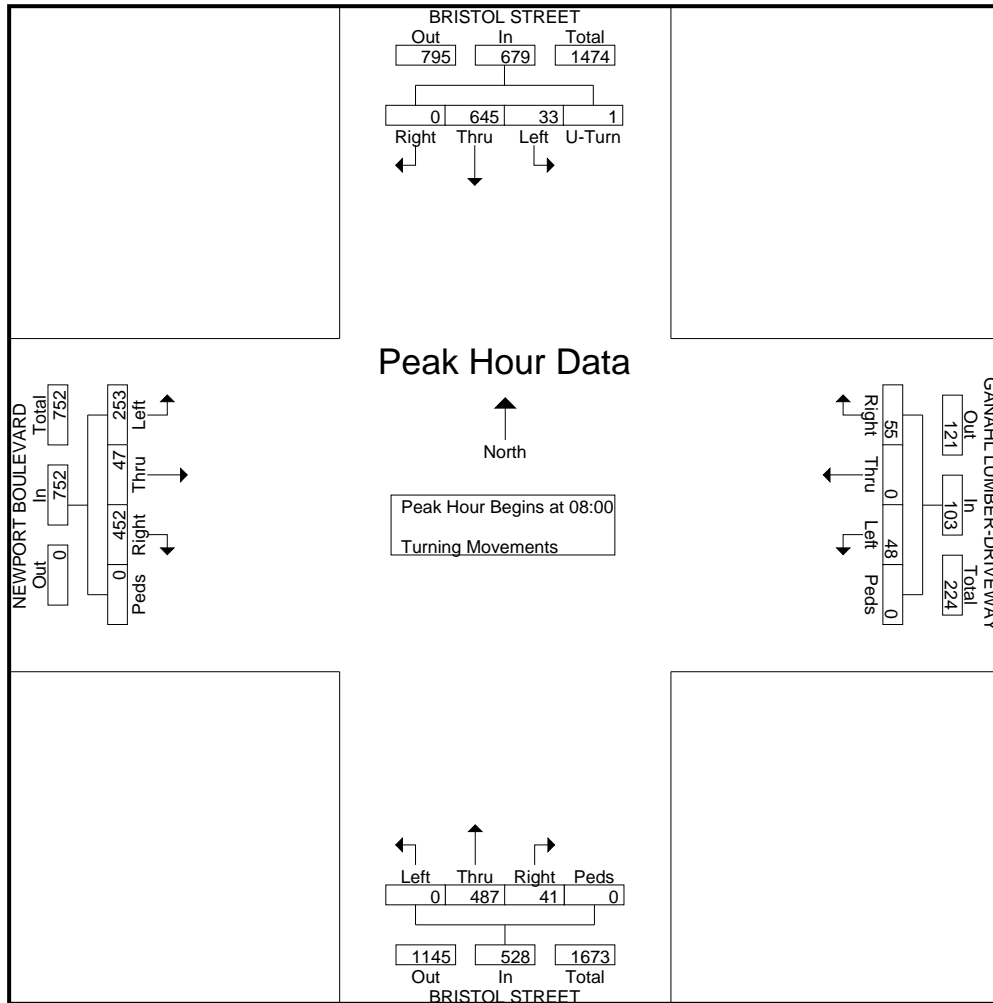 BRISTOL STREET
Out In Total
795 679 1474
0 645 33 1
Right Thru Left U-Turn
Peak Hour Data
North
Peak Hour Begins at 08:00
Turning Movements
NEWPORT BOULEVARD
Out In Total
0 752 752
0 452 47 253
Peds Right Thru Left
GANAHL LUMBER-DRIVEWAY
Out In Total
121 103 224
55 0 48 0
Right Thru Left Peds
Left Thru Right Peds
0 487 41 0
1145 528 1673
Out In Total
BRISTOL STREET